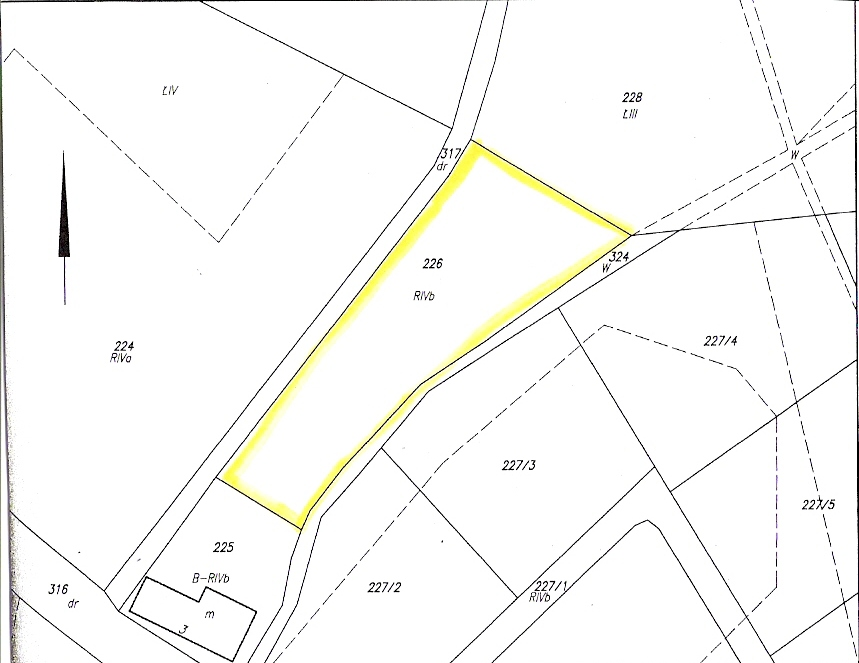 ŁIV
228
ŁIII
317
dr
W
226
324
W
RIVb
224
RIVa
227/4
227/3
227/5
225
B-RIVb
316
dr
227/2
227/1
RIVb
m
3